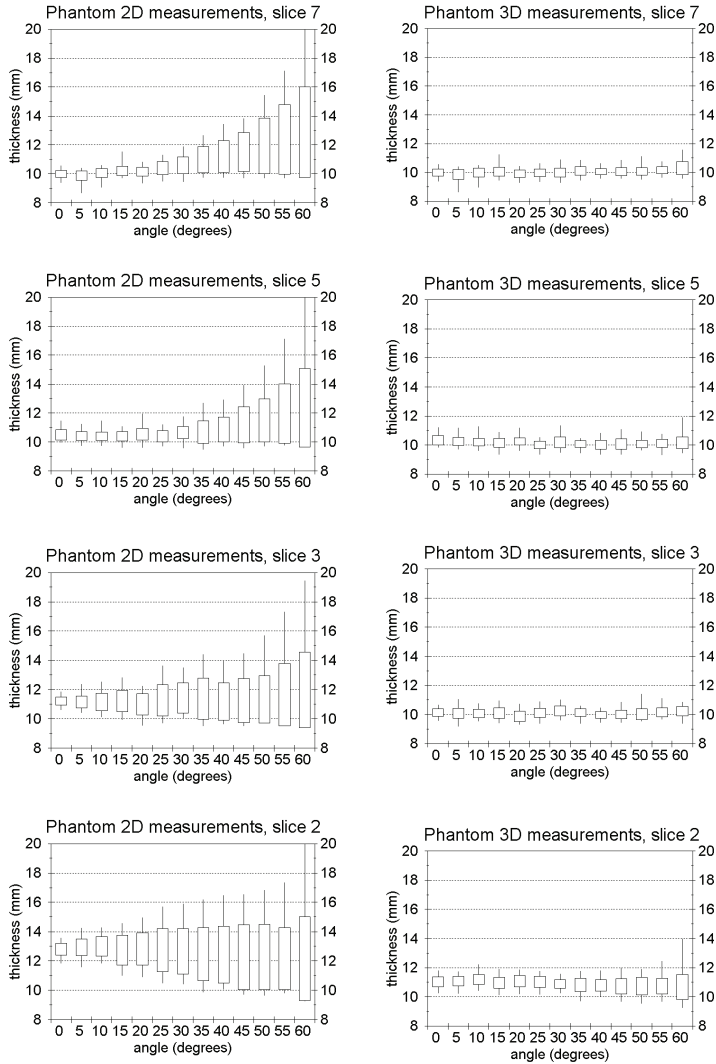 Phantom 2D measurements, slice 7
thickness (mm)
20 18 16 14 12 10 8
20 18 16 14 12 10 8
0 5 10 15 20 25 30 35 40 45 50 55 60
angle (degrees)
Phantom 3D measurements, slice 7
thickness (mm)
20 18 16 14 12 10 8
20 18 16 14 12 10 8
0 5 10 15 20 25 30 35 40 45 50 55 60
angle (degrees)
Phantom 2D measurements, slice 5
thickness (mm)
20 18 16 14 12 10 8
20 18 16 14 12 10 8
0 5 10 15 20 25 30 35 40 45 50 55 60
angle (degrees)
Phantom 3D measurements, slice 5
thickness (mm)
20 18 16 14 12 10 8
20 18 16 14 12 10 8
0 5 10 15 20 25 30 35 40 45 50 55 60
angle (degrees)
Phantom 2D measurements, slice 3
thickness (mm)
20 18 16 14 12 10 8
20 18 16 14 12 10 8
0 5 10 15 20 25 30 35 40 45 50 55 60
angle (degrees)
Phantom 3D measurements, slice 3
thickness (mm)
20 18 16 14 12 10 8
20 18 16 14 12 10 8
0 5 10 15 20 25 30 35 40 45 50 55 60
angle (degrees)
Phantom 2D measurements, slice 2
thickness (mm)
20 18 16 14 12 10 8
20 18 16 14 12 10 8
0 5 10 15 20 25 30 35 40 45 50 55 60
angle (degrees)
Phantom 3D measurements, slice 2
thickness (mm)
20 18 16 14 12 10 8
20 18 16 14 12 10 8
0 5 10 15 20 25 30 35 40 45 50 55 60
angle (degrees)